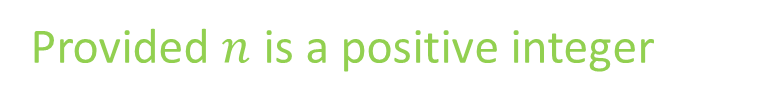 Provided 𝑛 is a positive integer